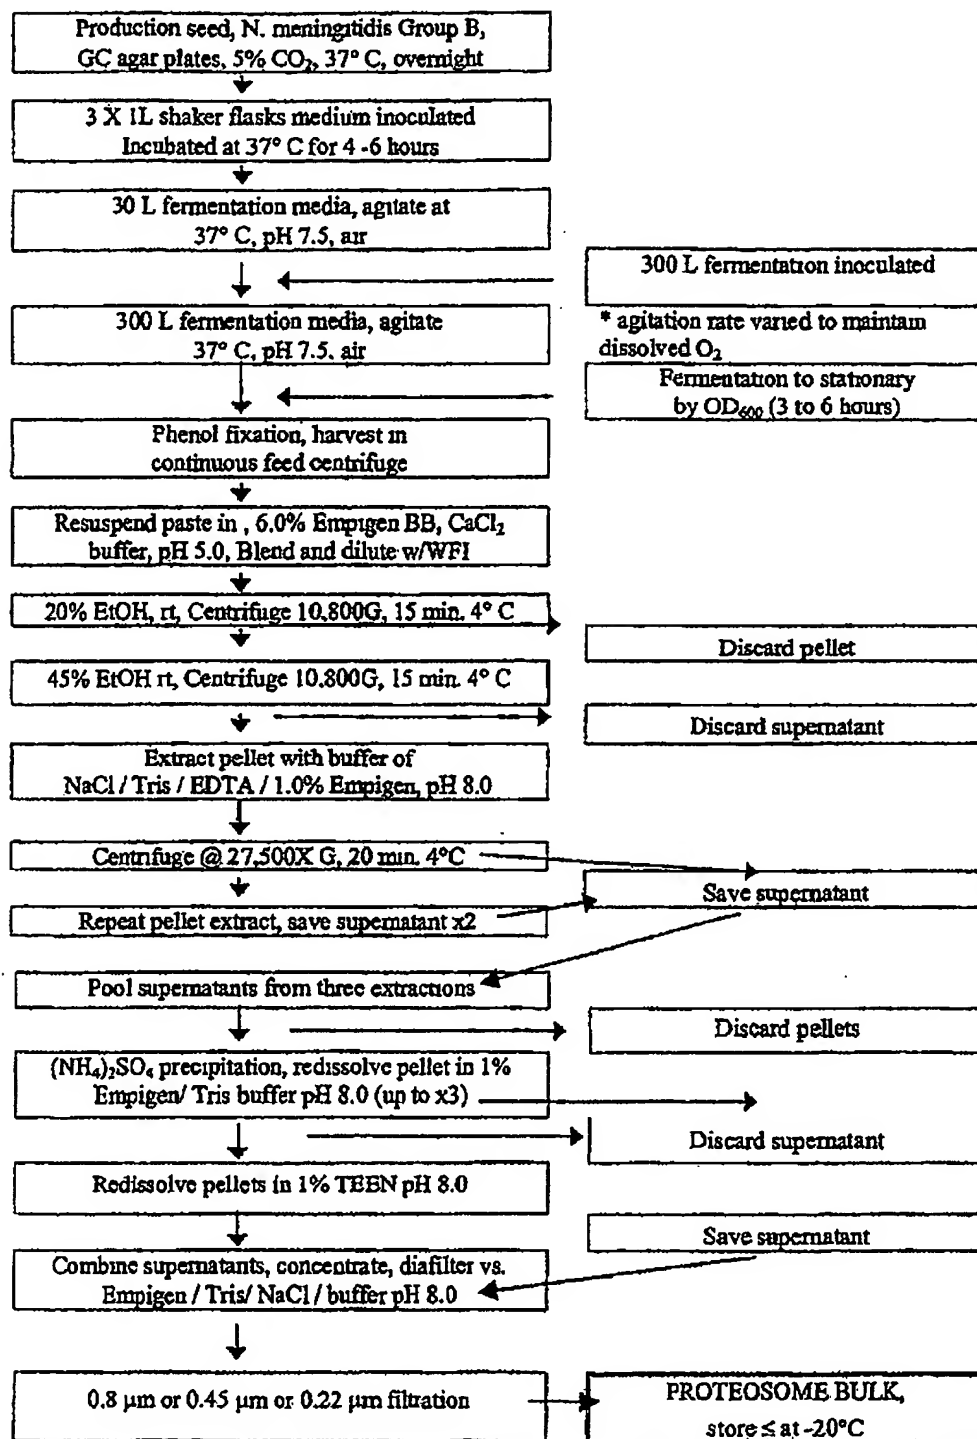 Production seed, N. meningitidis Group B,
GC agar plates, 5% CO₂, 37° C, overnight
3 X 1L shaker flasks medium inoculated
Incubated at 37° C for 4 -6 hours
30 L fermentation media, agitate at
37° C, pH 7.5, air
300 L fermentation inoculated
300 L fermentation media, agitate
37° C, pH 7.5. air
* agitation rate varied to maintain
dissolved O₂
Fermentation to stationary
by OD₆₀₀ (3 to 6 hours)
Phenol fixation, harvest in
continuous feed centrifuge
Resuspend paste in , 6.0% Empigen BB, CaCl₂
buffer, pH 5.0, Blend and dilute w/WFI
20% EtOH, rt, Centrifuge 10.800G, 15 min. 4° C
Discard pellet
45% EtOH rt, Centrifuge 10.800G, 15 min. 4° C
Discard supernatant
Extract pellet with buffer of
NaCl / Tris / EDTA / 1.0% Empigen, pH 8.0
Centrifuge @ 27,500X G, 20 min. 4°C
Save supernatant
Repeat pellet extract, save supernatant x2
Pool supernatants from three extractions
Discard pellets
(NH₄)₂SO₄ precipitation, redissolve pellet in 1%
Empigen/ Tris buffer pH 8.0 (up to x3)
Discard supernatant
Redissolve pellets in 1% TEEN pH 8.0
Save supernatant
Combine supernatants, concentrate, diafilter vs.
Empigen / Tris/ NaCl / buffer pH 8.0
0.8 µm or 0.45 µm or 0.22 µm filtration
PROTEOSOME BULK,
store ≤ at -20°C